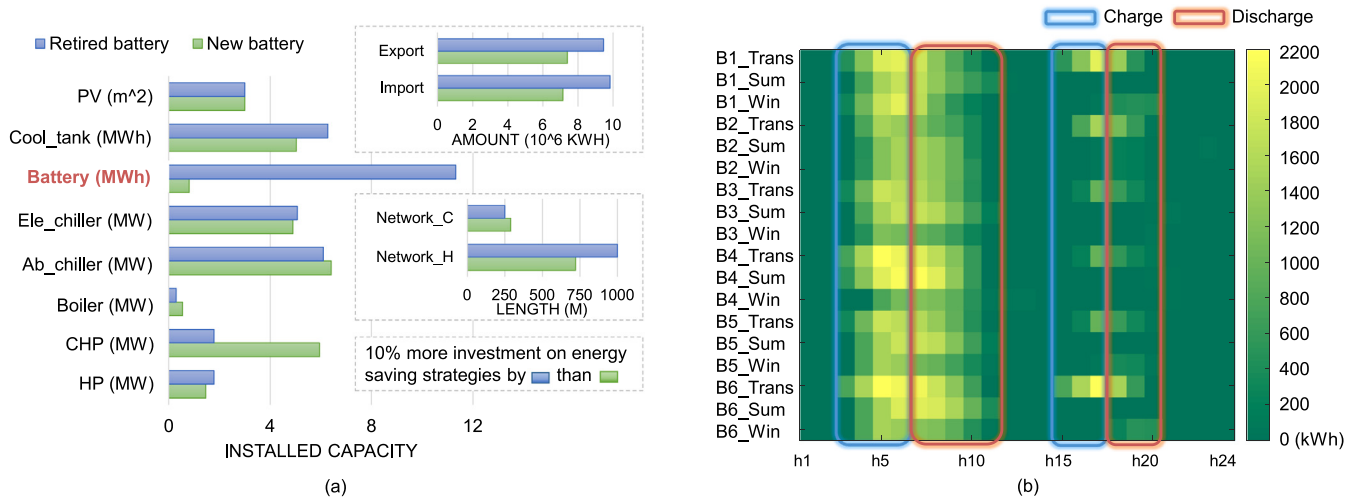 (a)
Retired battery
New battery
PV (m^2)
Cool_tank (MWh)
Battery (MWh)
Ele_chiller (MW)
Ab_chiller (MW)
Boiler (MW)
CHP (MW)
HP (MW)
0 4 8 12
INSTALLED CAPACITY
Export
Import
0 2 4 6 8 10
AMOUNT (10^6 KWH)
Network_C
Network_H
0 250 500 750 1000
LENGTH (M)
10% more investment on energy
saving strategies by than
(a)
(b)
Charge
Discharge
B1_Trans
B1_Sum
B1_Win
B2_Trans
B2_Sum
B2_Win
B3_Trans
B3_Sum
B3_Win
B4_Trans
B4_Sum
B4_Win
B5_Trans
B5_Sum
B5_Win
B6_Trans
B6_Sum
B6_Win
h1 h5 h10 h15 h20 h24
2200
2000
1800
1600
1400
1200
1000
800
600
400
200
0 (kWh)
(b)